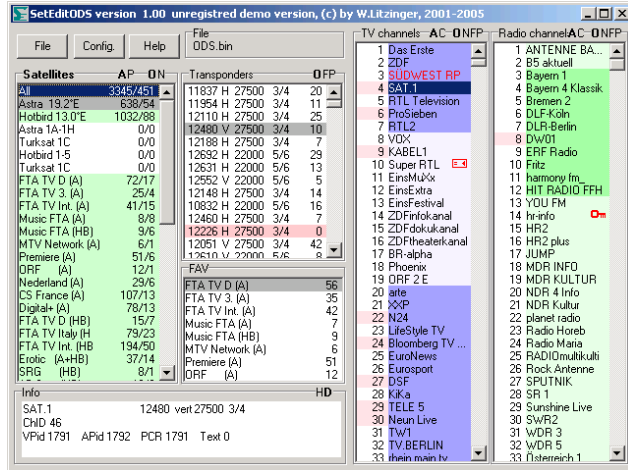 SetEditODS version 1.00 unregistred demo version, (c) by W.Litzinger, 2001-2005
File Config. Help
File
ODS.bin
Satellites AP ON
All 3345/451
Astra 19.2°E 638/54
Hotbird 13.0°E 1032/88
Astra 1A-1H 0/0
Turksat 1C 0/0
Hotbird 1-5 0/0
Turksat 1C 0/0
FTA TV D (A) 72/17
FTA TV 3. (A) 25/4
FTA TV Int. (A) 41/15
Music FTA (A) 8/8
Music FTA (HB) 9/6
MTV Network (A) 6/1
Premiere (A) 51/6
ORF (A) 12/1
Nederland (A) 29/6
CS France (A) 107/13
Digital+ (A) 78/13
FTA TV D (HB) 15/7
FTA TV Italy (H 79/23
FTA TV Int. (HB 194/50
Erotic (A+HB) 37/14
SRG (HB) 8/1
Transponders OFP
11837 H 27500 3/4 20
11954 H 27500 3/4 11
12110 H 27500 3/4 25
12480 V 27500 3/4 10
12188 H 27500 3/4 7
12692 H 22000 5/6 29
12631 H 22000 5/6 13
12552 V 22000 5/6 5
12148 H 27500 3/4 14
10832 H 22000 5/6 16
12460 H 27500 3/4 7
12226 H 27500 3/4 0
12051 V 27500 3/4 42
12610 V 22000 5/6 8
FAV
FTA TV D (A) 56
FTA TV 3. (A) 35
FTA TV Int. (A) 42
Music FTA (A) 7
Music FTA (HB) 9
MTV Network (A) 6
Premiere (A) 51
ORF (A) 12
Info HD
SAT.1 12480 vert 27500 3/4
ChID 46
VPid 1791 APid 1792 PCR 1791 Text 0
TV channels AC ONFP
1 Das Erste
2 ZDF
3 SÜDWEST RP
4 SAT.1
5 RTL Television
6 ProSieben
7 RTL2
8 VOX
9 KABEL1
10 Super RTL
11 EinsMuXx
12 EinsExtra
13 EinsFestival
14 ZDFinfokanal
15 ZDFdokukanal
16 ZDFtheaterkanal
17 BR-alpha
18 Phoenix
19 ORF 2 E
20 arte
21 XXP
22 N24
23 LifeStyle TV
24 Bloomberg TV ...
25 EuroNews
26 Eurosport
27 DSF
28 KiKa
29 TELE 5
30 Neun Live
31 TW1
32 TV.BERLIN
33 rhein main tv
Radio channels AC ONFP
1 ANTENNE BA...
2 B5 aktuell
3 Bayern 1
4 Bayern 4 Klassik
5 Bremen 2
6 DLF-Köln
7 DLR-Berlin
8 DW01
9 ERF Radio
10 Fritz
11 harmony fm_
12 HIT RADIO FFH
13 YOU FM
14 hr-info
15 HR2
16 HR2 plus
17 JUMP
18 MDR INFO
19 MDR KULTUR
20 NDR 4 Info
21 NDR Kultur
22 planet radio
23 Radio Horeb
24 Radio Maria
25 RADIOmultikulti
26 Rock Antenne
27 SPUTNIK
28 SR 1
29 Sunshine Live
30 SWR2
31 WDR 3
32 WDR 5
33 Österreich 1